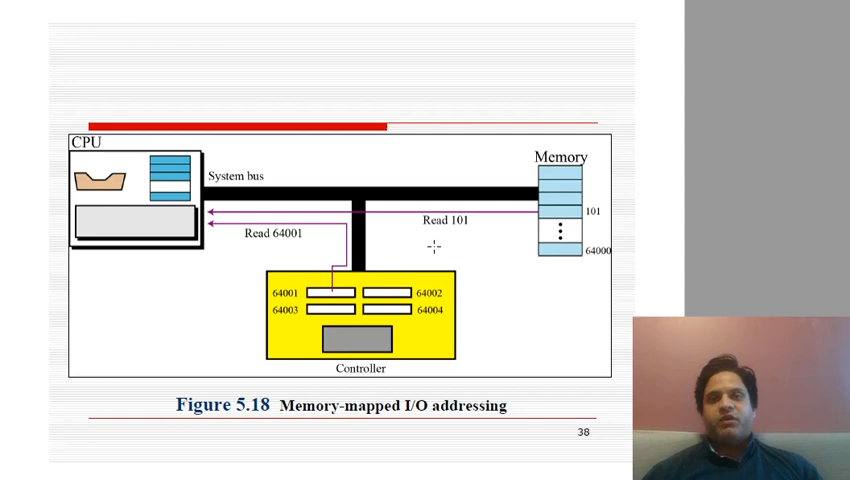 CPU
System bus
Memory
Read 101
101
Read 64001
64000
64001
64002
64003
64004
Controller
Figure 5.18 Memory-mapped I/O addressing
38